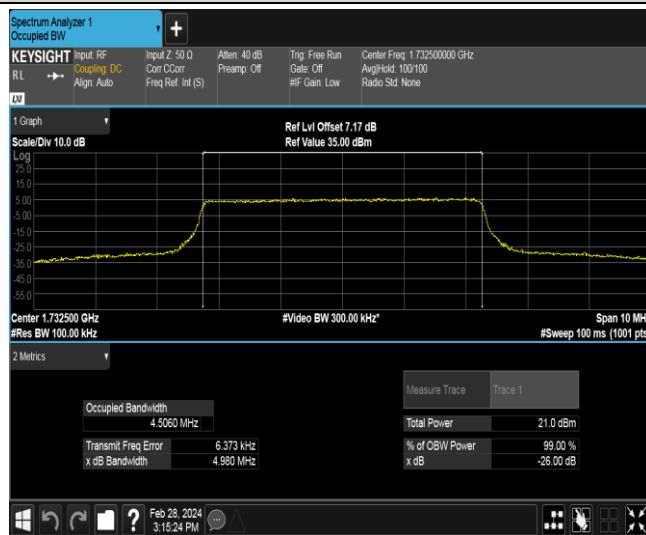 Spectrum Analyzer 1
Occupied BW
KEYSIGHT
RL
LXI
Input: RF
Coupling: DC
Align: Auto
Input Z: 50 Ω
Corr CCorr
Freq Ref: Int (S)
Atten: 40 dB
Preamp: Off
Trig: Free Run
Gate: Off
#IF Gain: Low
Center Freq: 1.732500000 GHz
Avg|Hold: 100/100
Radio Std: None
1 Graph
Scale/Div 10.0 dB
Ref Lvl Offset 7.17 dB
Ref Value 35.00 dBm
Log
25.0
15.0
5.00
-5.00
-15.0
-25.0
-35.0
-45.0
-55.0
Center 1.732500 GHz
#Res BW 100.00 kHz
#Video BW 300.00 kHz*
Span 10 MH
#Sweep 100 ms (1001 pts
2 Metrics
Measure Trace Trace 1
Occupied Bandwidth
4.5060 MHz
Total Power 21.0 dBm
Transmit Freq Error 6.373 kHz
% of OBW Power 99.00 %
x dB Bandwidth 4.980 MHz
x dB -26.00 dB
Feb 28, 2024
3:15:24 PM